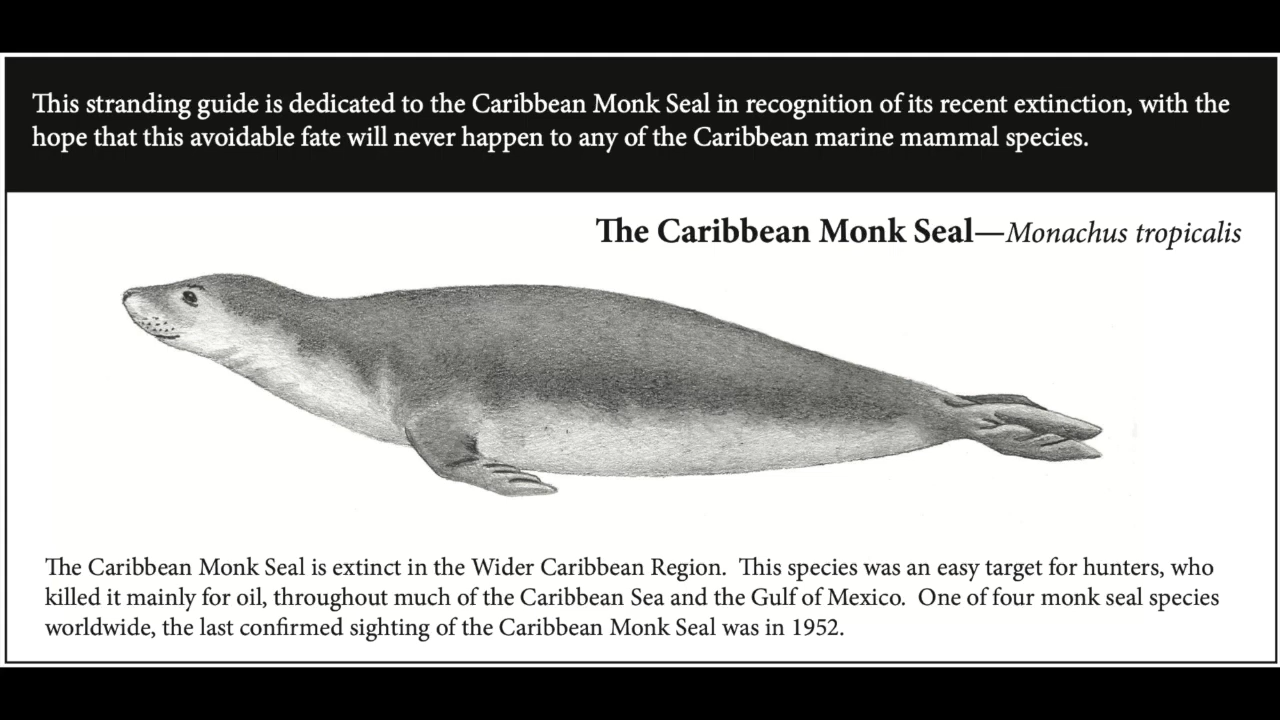 This stranding guide is dedicated to the Caribbean Monk Seal in recognition of its recent extinction, with the
hope that this avoidable fate will never happen to any of the Caribbean marine mammal species.
The Caribbean Monk Seal—Monachus tropicalis
The Caribbean Monk Seal is extinct in the Wider Caribbean Region.  This species was an easy target for hunters, who
killed it mainly for oil, throughout much of the Caribbean Sea and the Gulf of Mexico.  One of four monk seal species
worldwide, the last confirmed sighting of the Caribbean Monk Seal was in 1952.